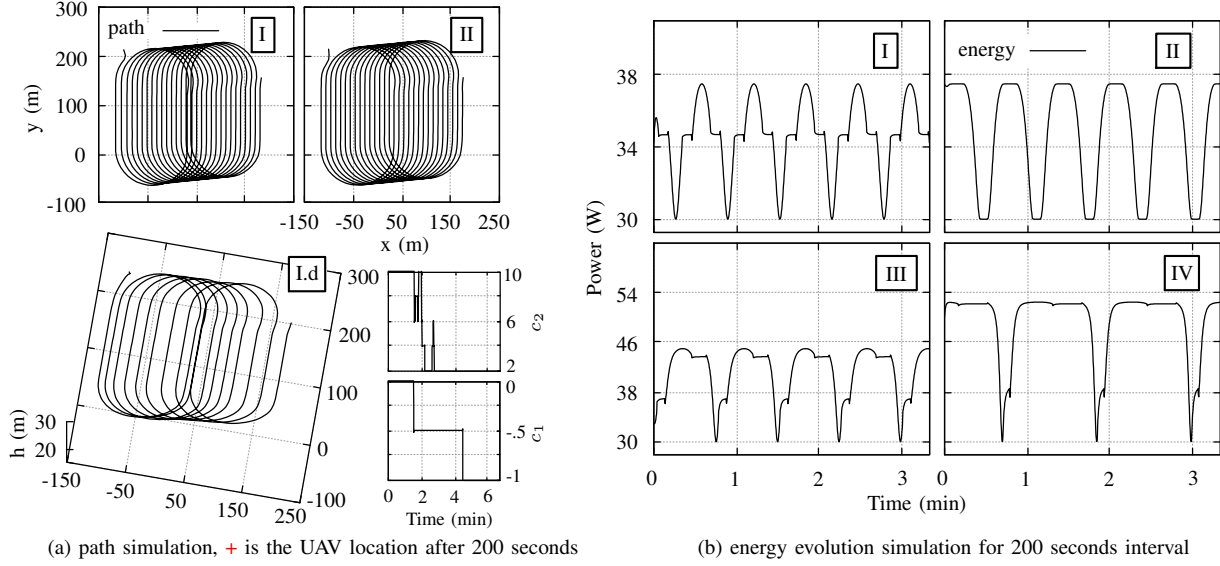 300
200
100
0
-100
y (m)
path
I
II
-150
-50
50
150
250
x (m)
I.d
300
200
100
0
-100
h (m)
30
20
-150
-50
50
150
250
10
6
2
c2
0
-.5
-1
c1
0
2
4
6
Time (min)
(a) path simulation, + is the UAV location after 200 seconds
Power (W)
38
34
30
I
energy
II
54
46
38
30
III
IV
0
1
2
3
0
1
2
3
Time (min)
(b) energy evolution simulation for 200 seconds interval